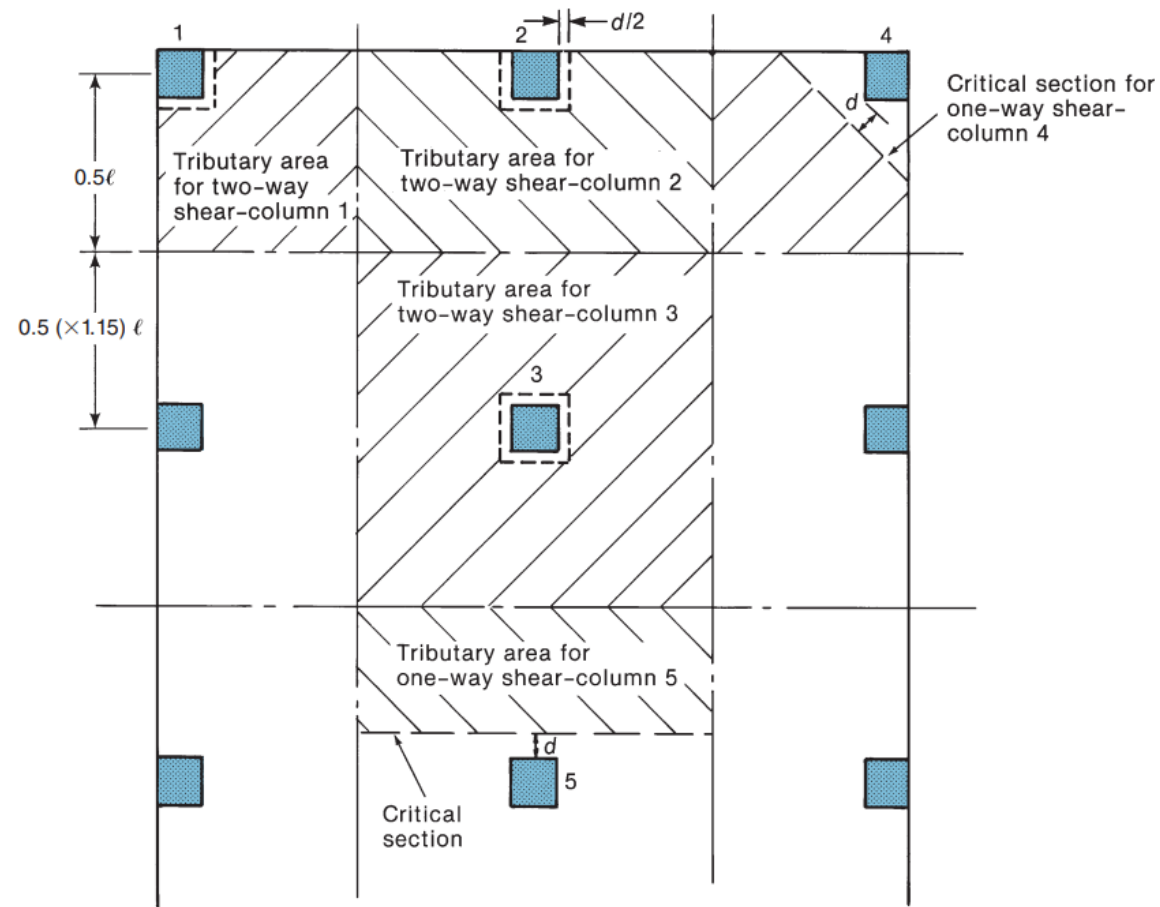 1
2
d/2
4
Critical section for
one-way shear-
column 4
d
0.5ℓ
Tributary area
for two-way
shear-column 1
Tributary area for
two-way shear-column 2
Tributary area for
two-way shear-column 3
0.5 (×1.15) ℓ
3
Tributary area for
one-way shear-column 5
d
5
Critical
section